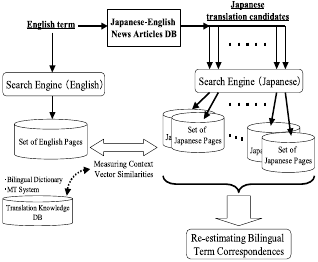 English term
Japanese-English
News Articles DB
Japanese
translation candidates
Search Engine (English)
Search Engine (Japanese)
Set of English Pages
Set of
Japanese Pages
Set of
Japanese Pages
Measuring Context
Vector Similarities
・Bilingual Dictionary
・MT System
Translation Knowledge
DB
Re-estimating Bilingual
Term Correspondences